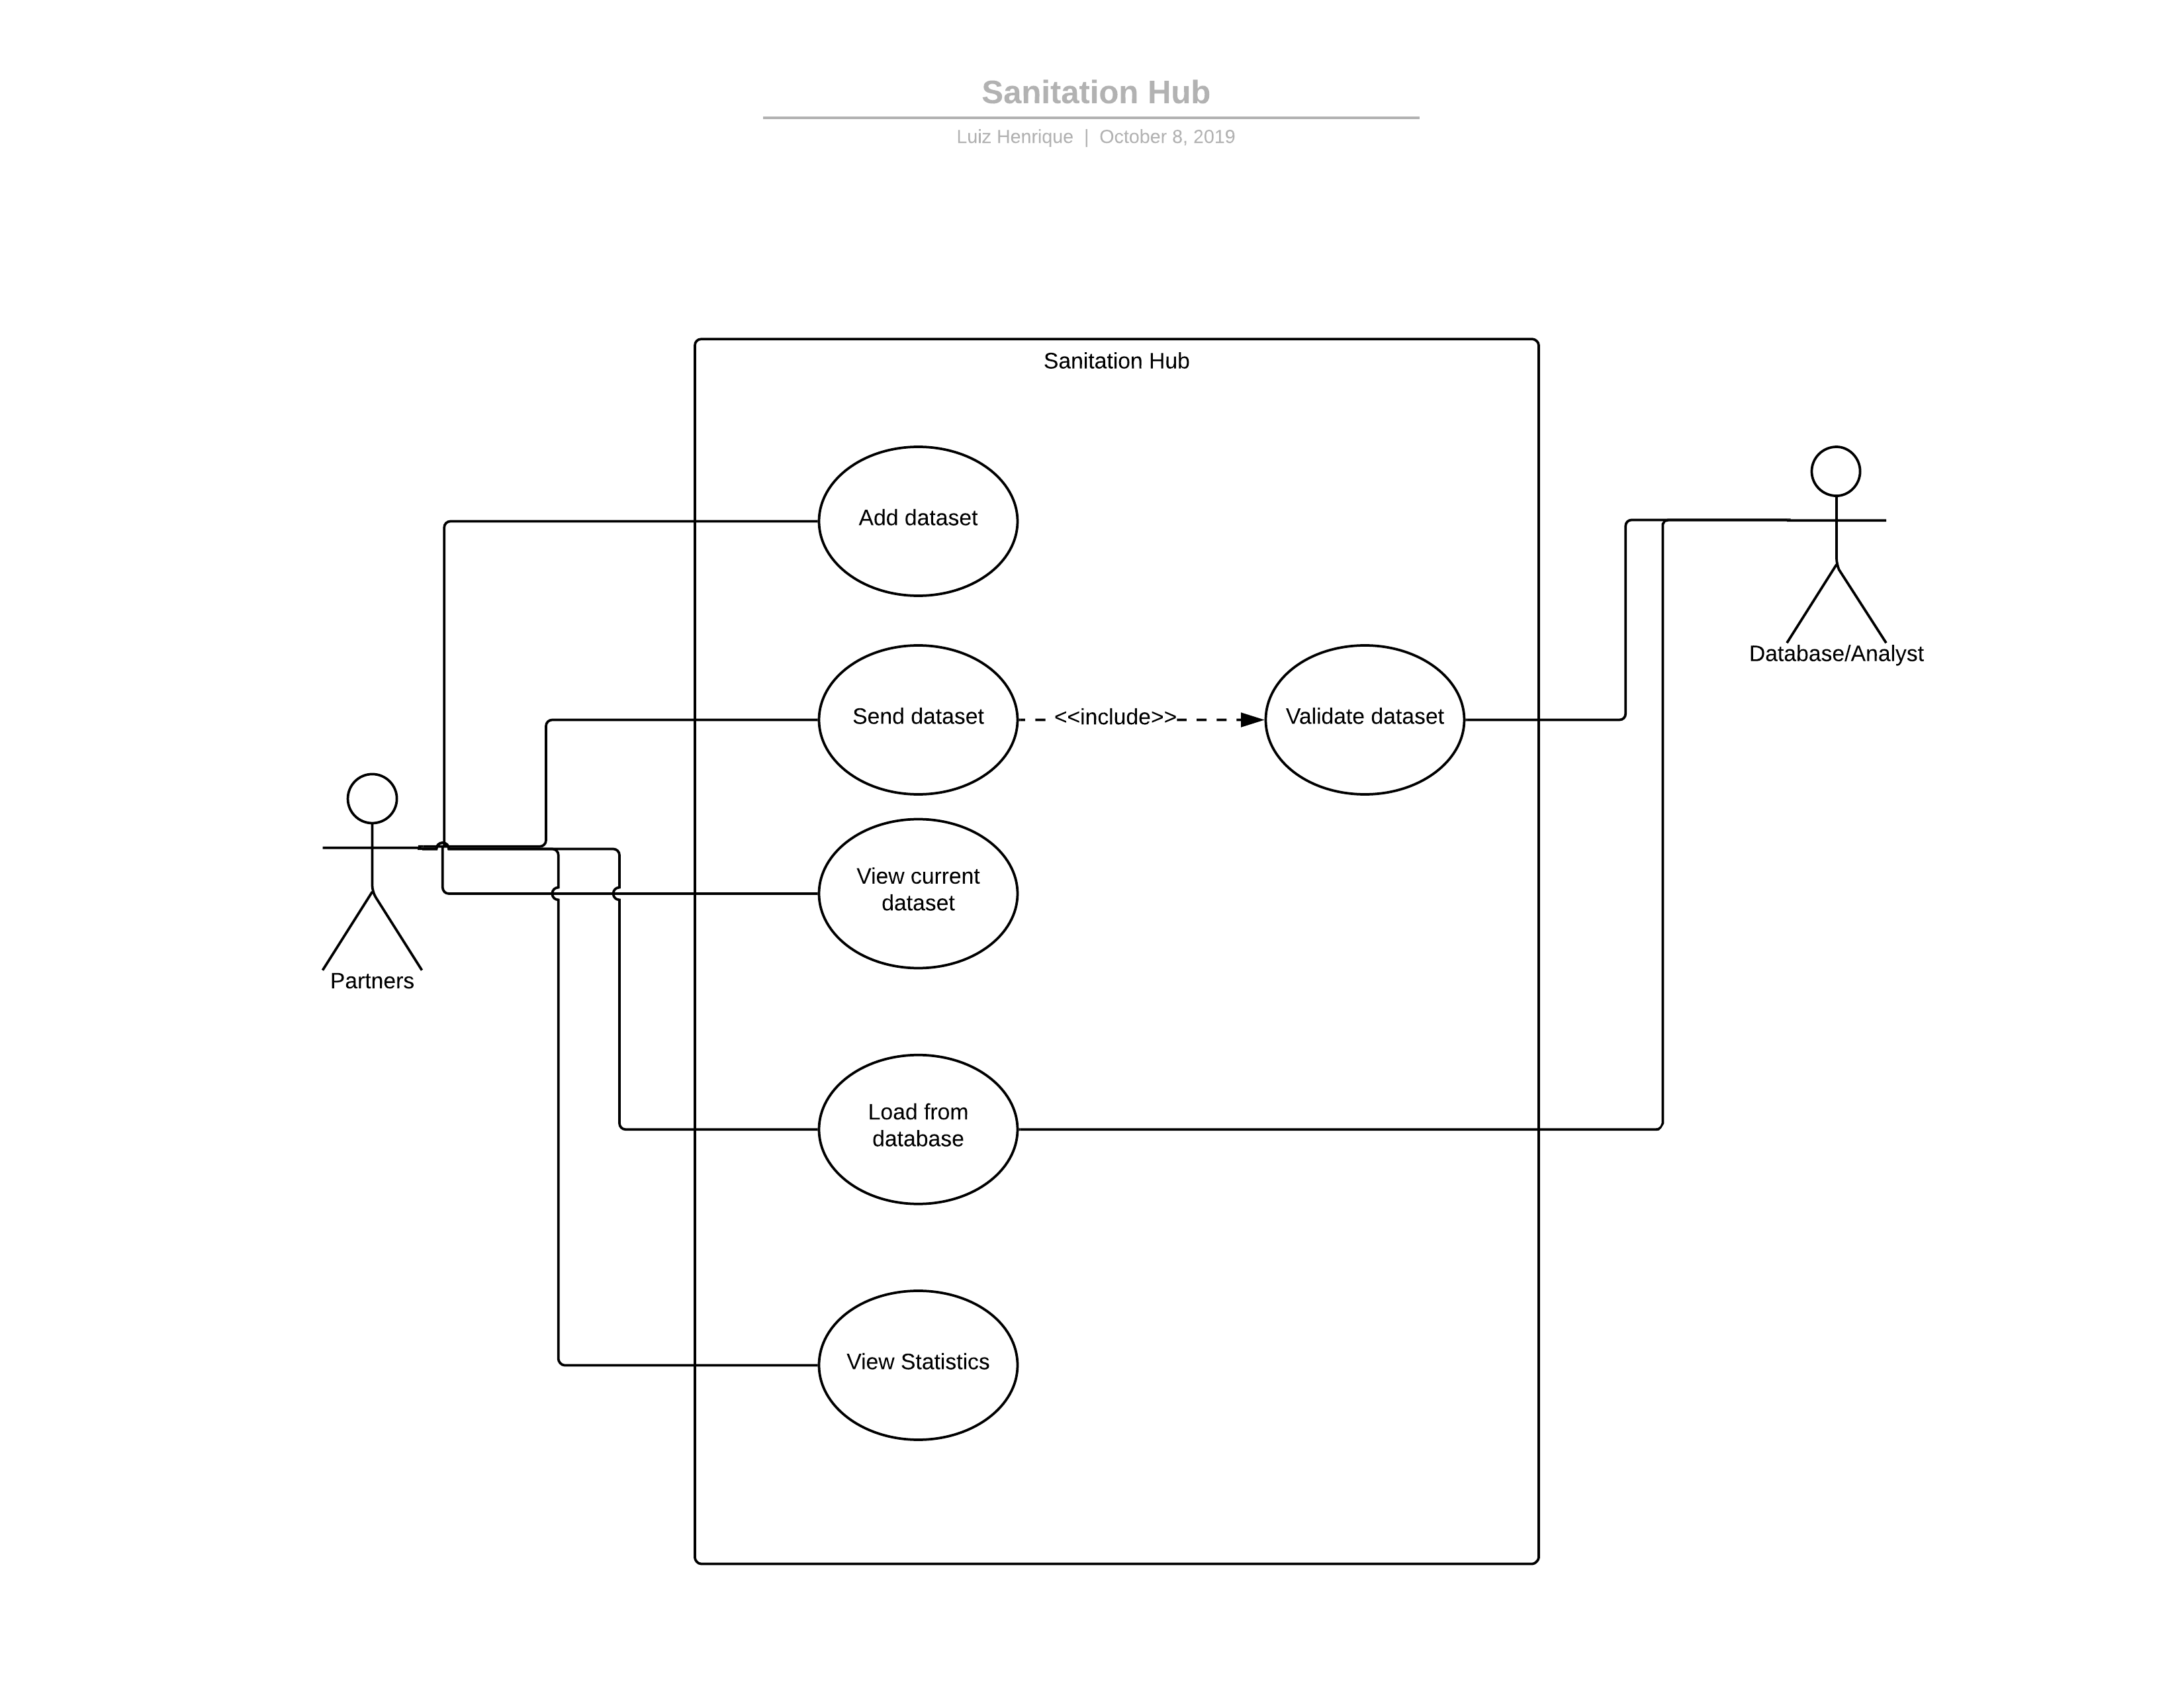 Sanitation Hub
Luiz Henrique | October 8, 2019
Sanitation Hub
Add dataset
Database/Analyst
Send dataset
<<include>>
Validate dataset
View current
dataset
Partners
Load from
database
View Statistics